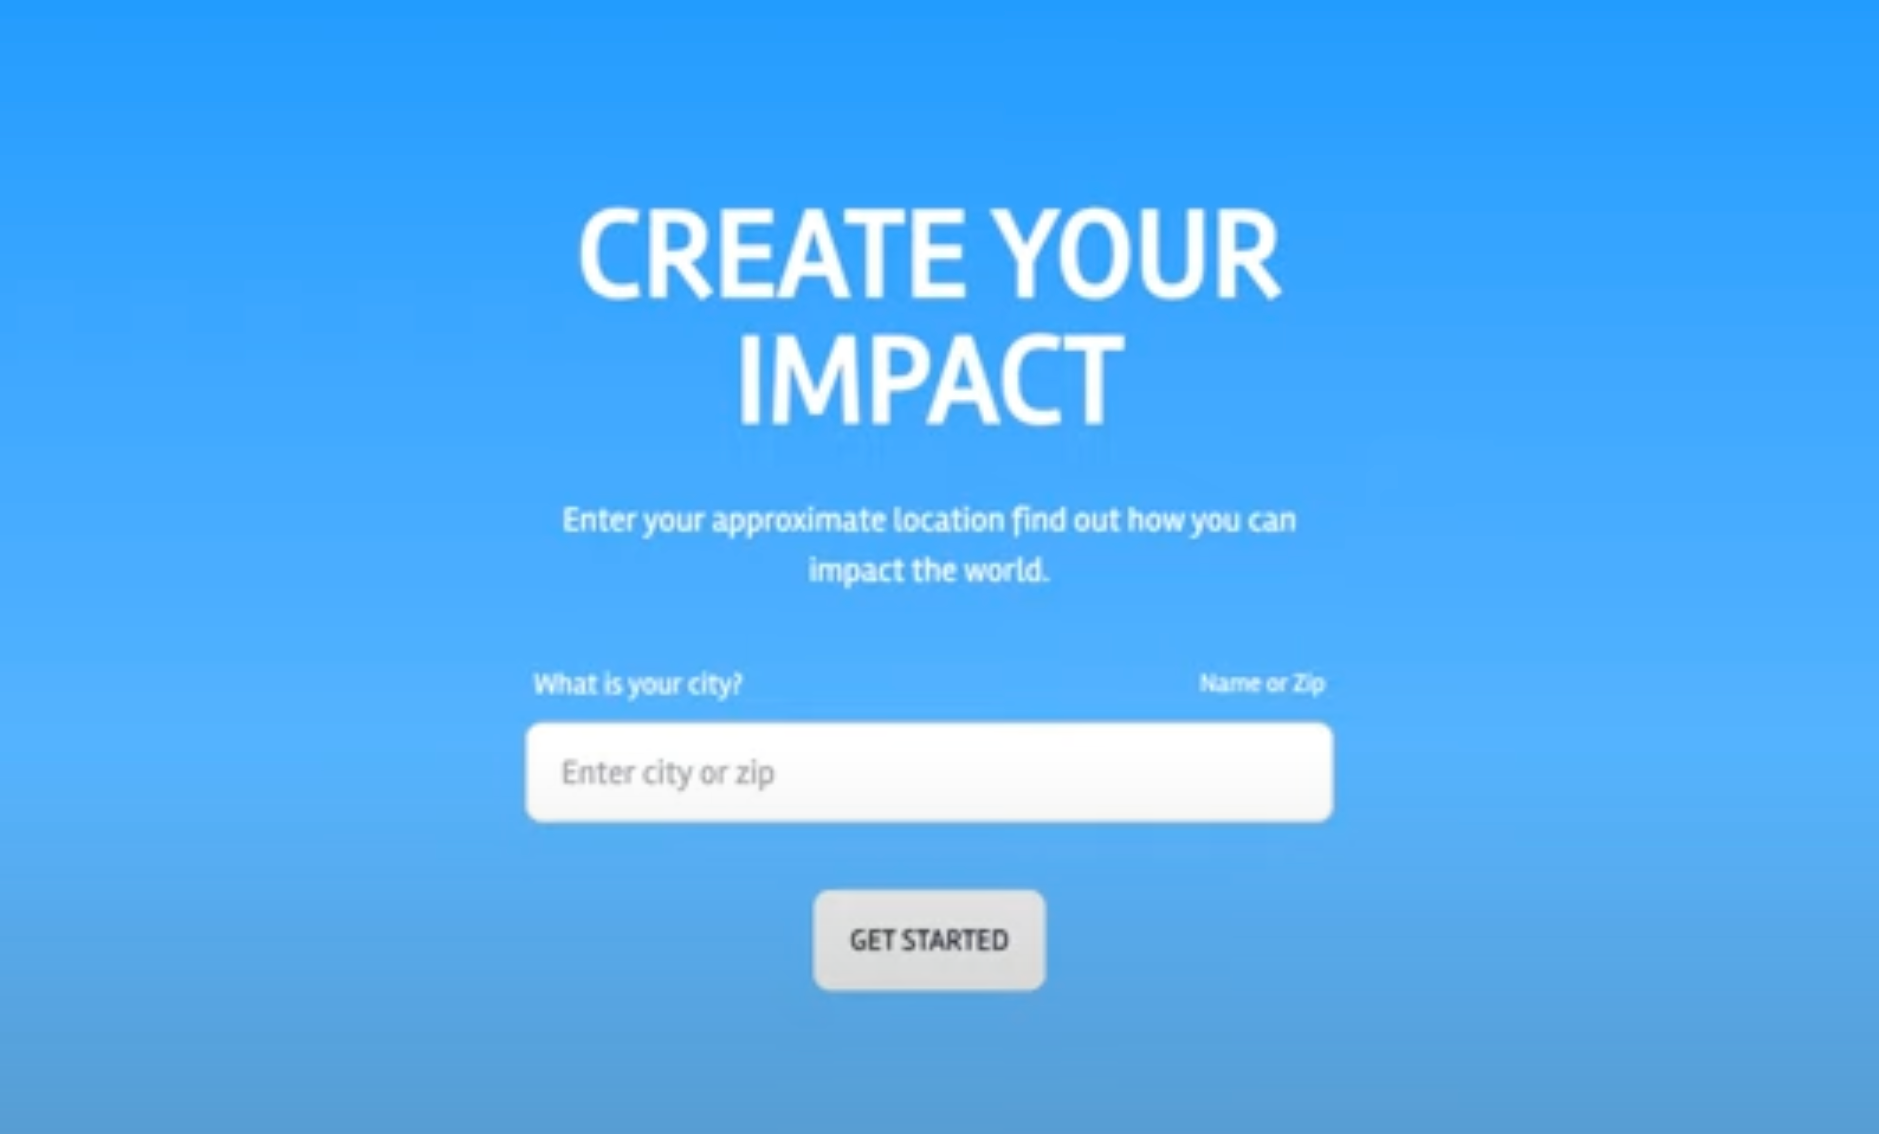 CREATE YOUR
IMPACT
Enter your approximate location find out how you can
impact the world.
What is your city?
Name or Zip
Enter city or zip
GET STARTED